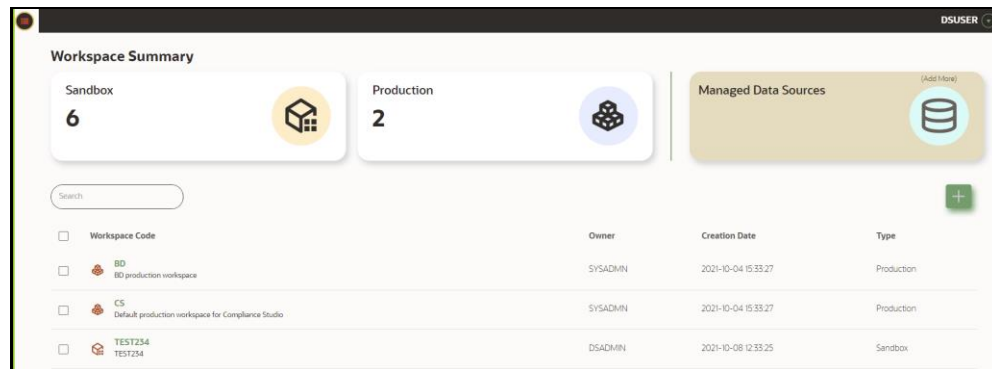 DSUSER
Workspace Summary
Sandbox
6
Production
2
(Add More)
Managed Data Sources
Search
Workspace Code Owner Creation Date Type
BD
BD production workspace
SYSADMN 2021-10-04 15:33:27 Production
CS
Default production workspace for Compliance Studio
SYSADMN 2021-10-04 15:33:27 Production
TEST234
TEST234
DSADMIN 2021-10-08 12:33:25 Sandbox